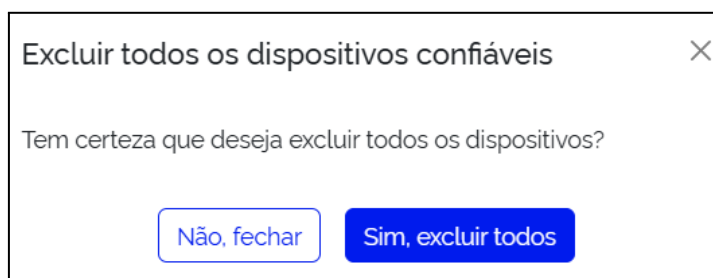 Excluir todos os dispositivos confiáveis
Tem certeza que deseja excluir todos os dispositivos?
Não, fechar
Sim, excluir todos